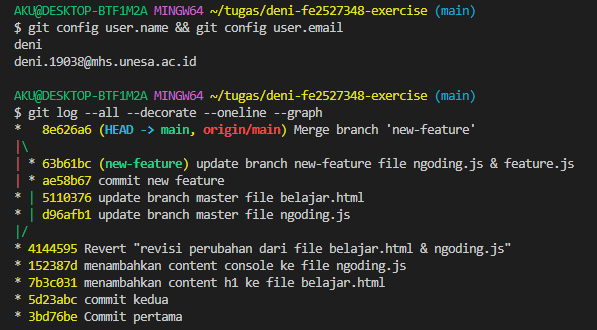 AKU@DESKTOP-BTF1M2A MINGW64 ~/tugas/deni-fe2527348-exercise (main)
$ git config user.name && git config user.email
deni
deni.19038@mhs.unesa.ac.id

AKU@DESKTOP-BTF1M2A MINGW64 ~/tugas/deni-fe2527348-exercise (main)
$ git log --all --decorate --oneline --graph
*   8e626a6 (HEAD -> main, origin/main) Merge branch 'new-feature'
|\
| * 63b61bc (new-feature) update branch new-feature file ngoding.js & feature.js
| * ae58b67 commit new feature
* | 5110376 update branch master file belajar.html
* | d96afb1 update branch master file ngoding.js
|/
* 4144595 Revert "revisi perubahan dari file belajar.html & ngoding.js"
* 152387d menambahkan content console ke file ngoding.js
* 7b3c031 menambahkan content h1 ke file belajar.html
* 5d23abc commit kedua
* 3bd76be Commit pertama